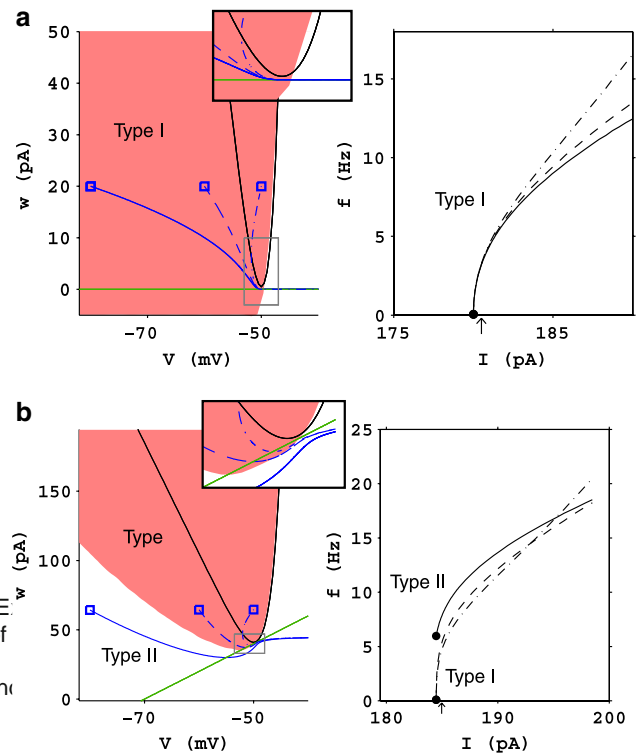 a
50
40
30
20
10
0
w (pA)
Type I
−70
−50
V (mV)
15
10
5
0
f (Hz)
Type I
175
185
I (pA)
b
150
100
50
0
w (pA)
Type
Type II
−70
−50
V (mV)
f
25
20
15
10
5
0
f (Hz)
Type II
Type I
180
190
200
I (pA)